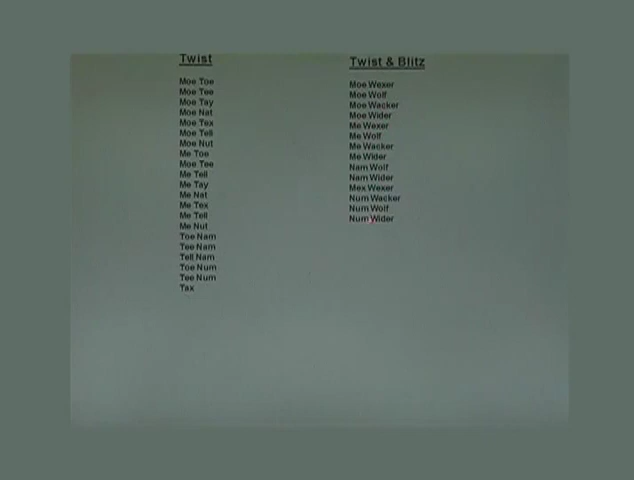 Twist
Moe Toe
Moe Tee
Moe Tay
Moe Nat
Moe Tex
Moe Tell
Moe Nut
Me Toe
Moe Tee
Me Tell
Me Tay
Me Nat
Me Tex
Me Tell
Me Nut
Toe Nam
Tee Nam
Tell Nam
Toe Num
Tee Num
Tax
Twist & Blitz
Moe Wexer
Moe Wolf
Moe Wacker
Moe Wider
Me Wexer
Me Wolf
Me Wacker
Me Wider
Nam Wolf
Nam Wider
Mex Wexer
Num Wacker
Num Wolf
Num Wider